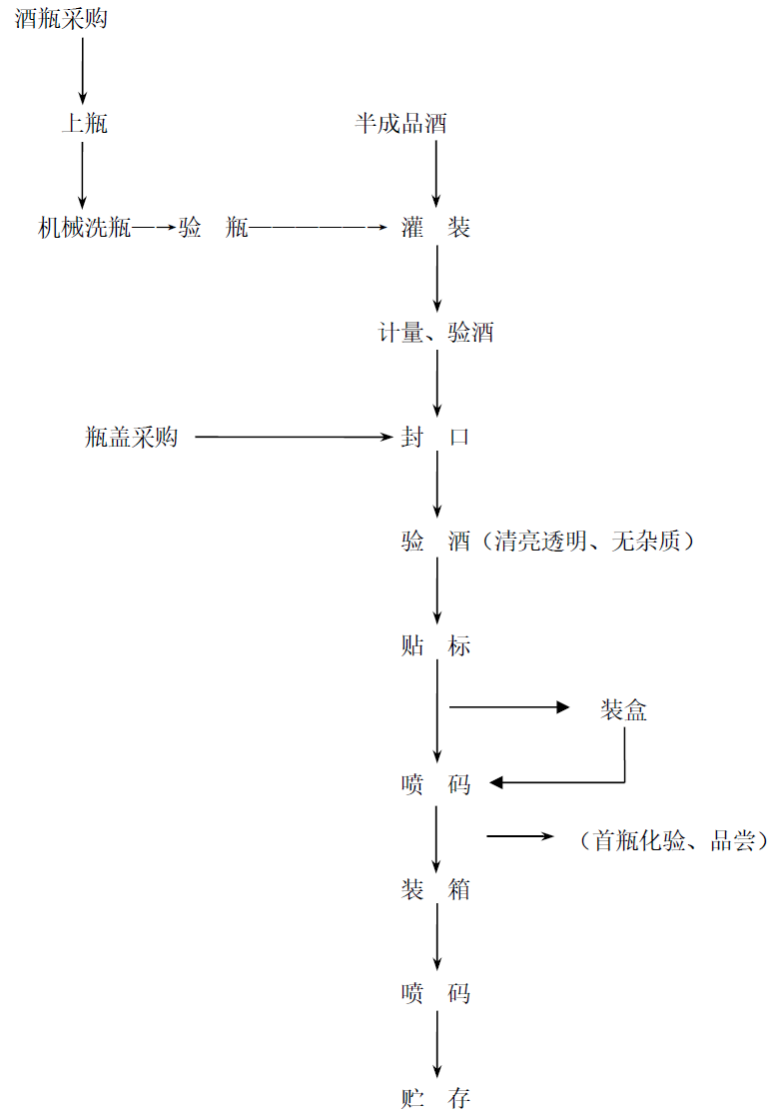 酒瓶采购
上瓶
半成品酒
机械洗瓶—→验　瓶——————→
灌　装
计量、验酒
瓶盖采购
封　口
验　酒（清亮透明、无杂质）
贴　标
装盒
喷　码
（首瓶化验、品尝）
装　箱
喷　码
贮　存